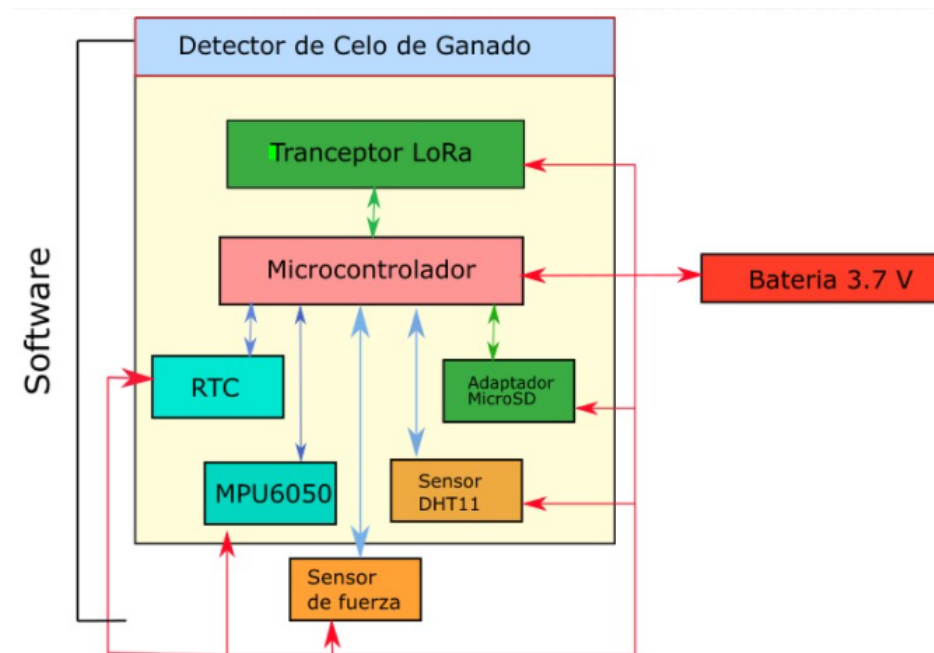 Detector de Celo de Ganado
Tranceptor LoRa
Microcontrolador
Bateria 3.7 V
Software
RTC
Adaptador
MicroSD
MPU6050
Sensor
DHT11
Sensor
de fuerza